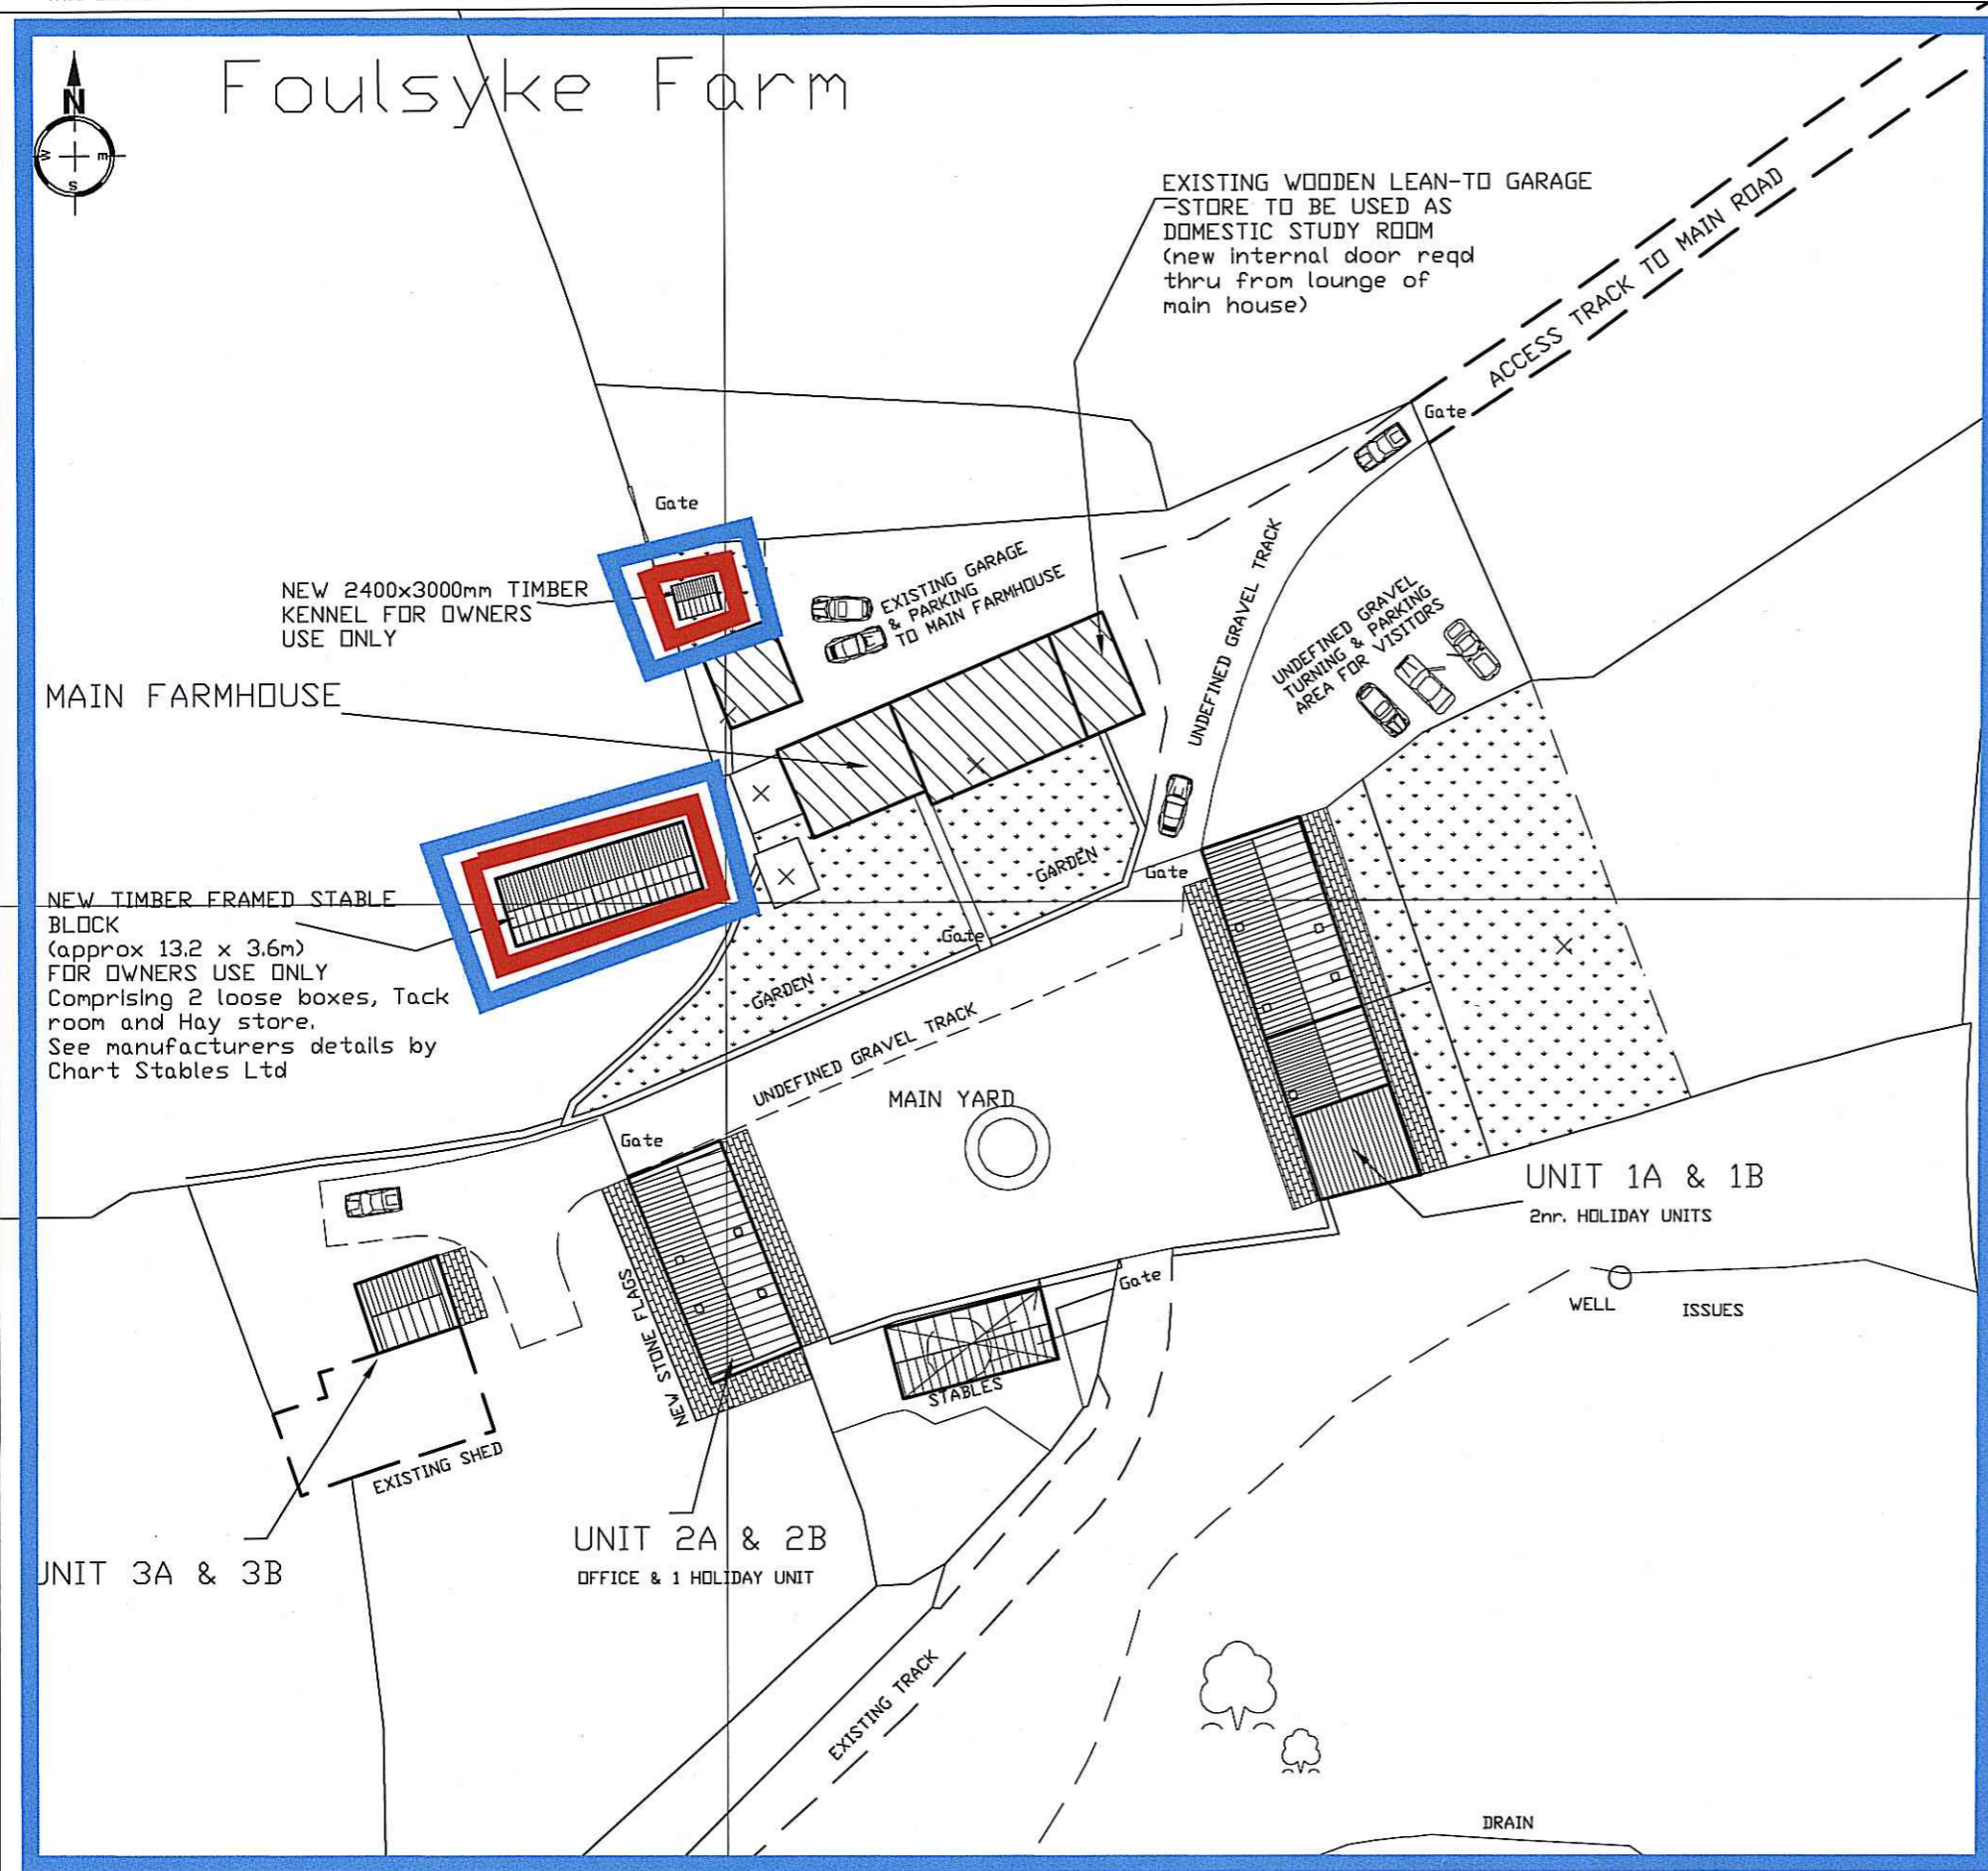 Foulsyke Farm
N
W
E
S
EXISTING WOODEN LEAN-TO GARAGE
-STORE TO BE USED AS
DOMESTIC STUDY ROOM
(new internal door reqd
thru from lounge of
main house)
ACCESS TRACK TO MAIN ROAD
Gate
Gate
NEW 2400x3000mm TIMBER
KENNEL FOR OWNERS
USE ONLY
EXISTING GARAGE
& PARKING
TO MAIN FARMHOUSE
UNDEFINED GRAVEL TRACK
UNDEFINED GRAVEL
TURNING & PARKING
AREA FOR VISITORS
MAIN FARMHOUSE
NEW TIMBER FRAMED STABLE
BLOCK
(approx 13.2 x 3.6m)
FOR OWNERS USE ONLY
Comprising 2 loose boxes, Tack
room and Hay store.
See manufacturers details by
Chart Stables Ltd
GARDEN
Gate
Gate
GARDEN
UNDEFINED GRAVEL TRACK
MAIN YARD
Gate
UNIT 1A & 1B
2nr. HOLIDAY UNITS
NEW STONE FLAGS
Gate
WELL
ISSUES
STABLES
EXISTING SHED
UNIT 2A & 2B
OFFICE & 1 HOLIDAY UNIT
UNIT 3A & 3B
EXISTING TRACK
DRAIN